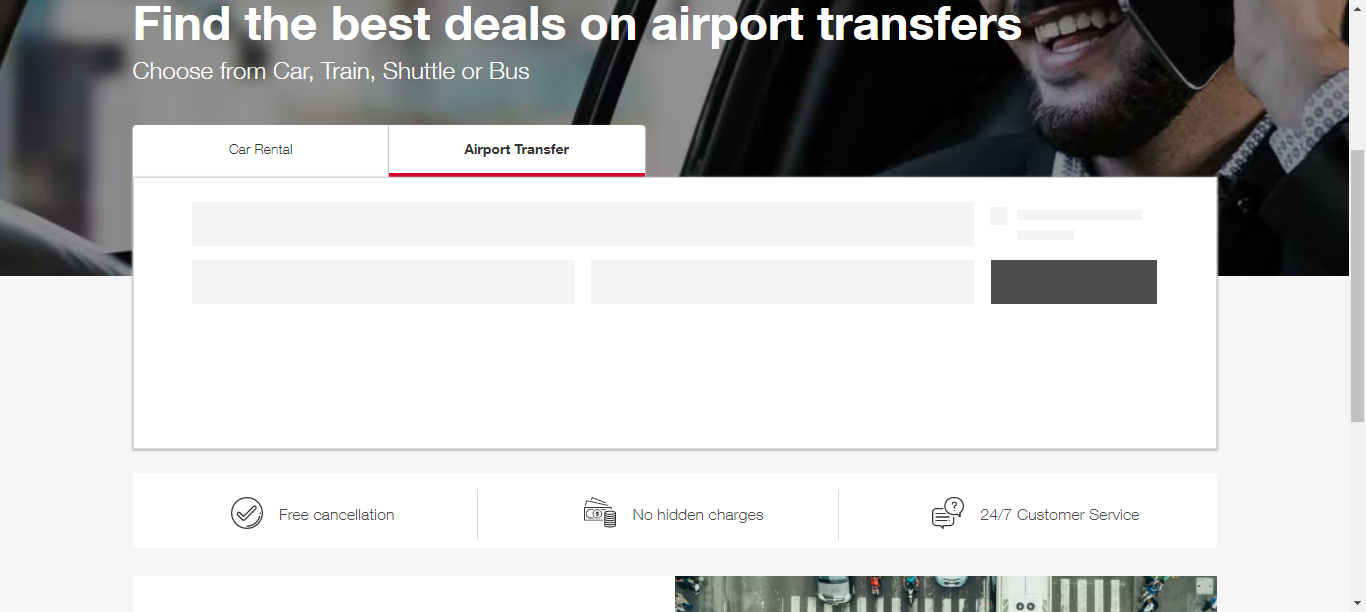 Find the best deals on airport transfers
Choose from Car, Train, Shuttle or Bus
Car Rental
Airport Transfer
Free cancellation
No hidden charges
24/7 Customer Service